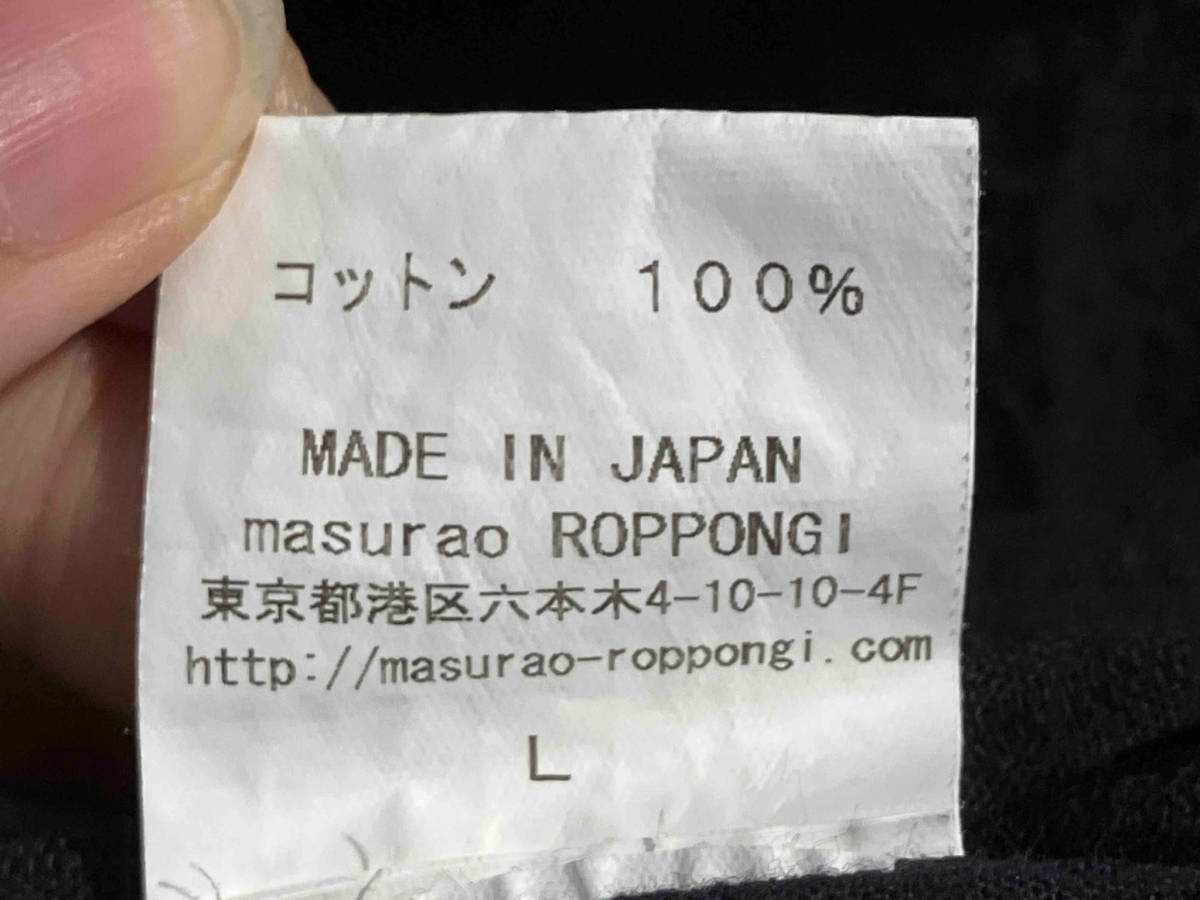 コットン　１００％
MADE IN JAPAN
masurao ROPPONGI
東京都港区六本木4-10-10-4F
http://masurao-roppongi.com
L